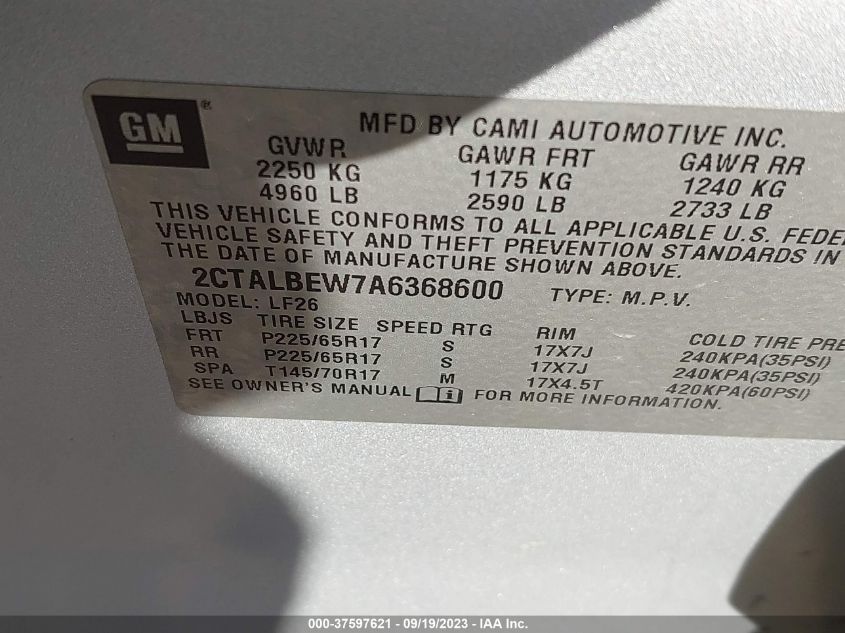 GM®
MFD BY CAMI AUTOMOTIVE INC.
GVWR GAWR FRT GAWR RR
2250 KG 1175 KG 1240 KG
4960 LB 2590 LB 2733 LB
THIS VEHICLE CONFORMS TO ALL APPLICABLE U.S. FEDE
VEHICLE SAFETY AND THEFT PREVENTION STANDARDS IN
THE DATE OF MANUFACTURE SHOWN ABOVE.
2CTALBEW7A6368600 TYPE: M.P.V.
MODEL: LF26
LBJS TIRE SIZE SPEED RTG RIM COLD TIRE PRE
FRT P225/65R17 S 17X7J 240KPA(35PSI)
RR P225/65R17 S 17X7J 240KPA(35PSI)
SPA T145/70R17 M 17X4.5T 420KPA(60PSI)
SEE OWNER'S MANUAL i FOR MORE INFORMATION.
000-37597621 - 09/19/2023 - IAA Inc.